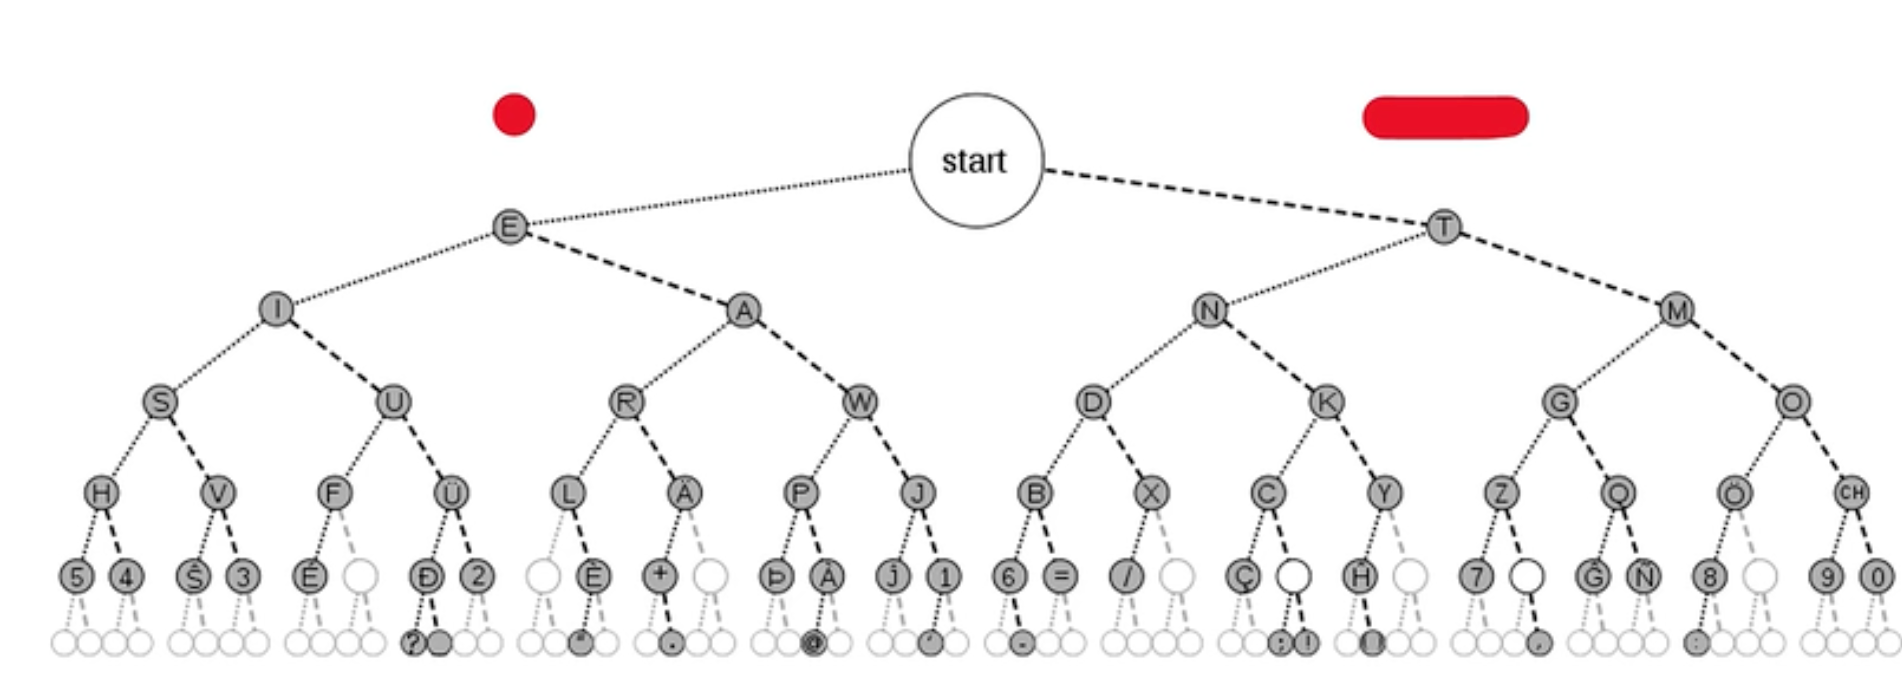 start
E T
I A N M
S U R W D K G O
H V F Ü L Ä P J B X C Y Z Q Ö CH
5 4 Ŝ 3 É Đ 2 È + Þ À Ĵ 1 6 = / Ç Ĥ 7 Ĝ Ñ 8 9 0
? " . @ ' - ; ! () , :